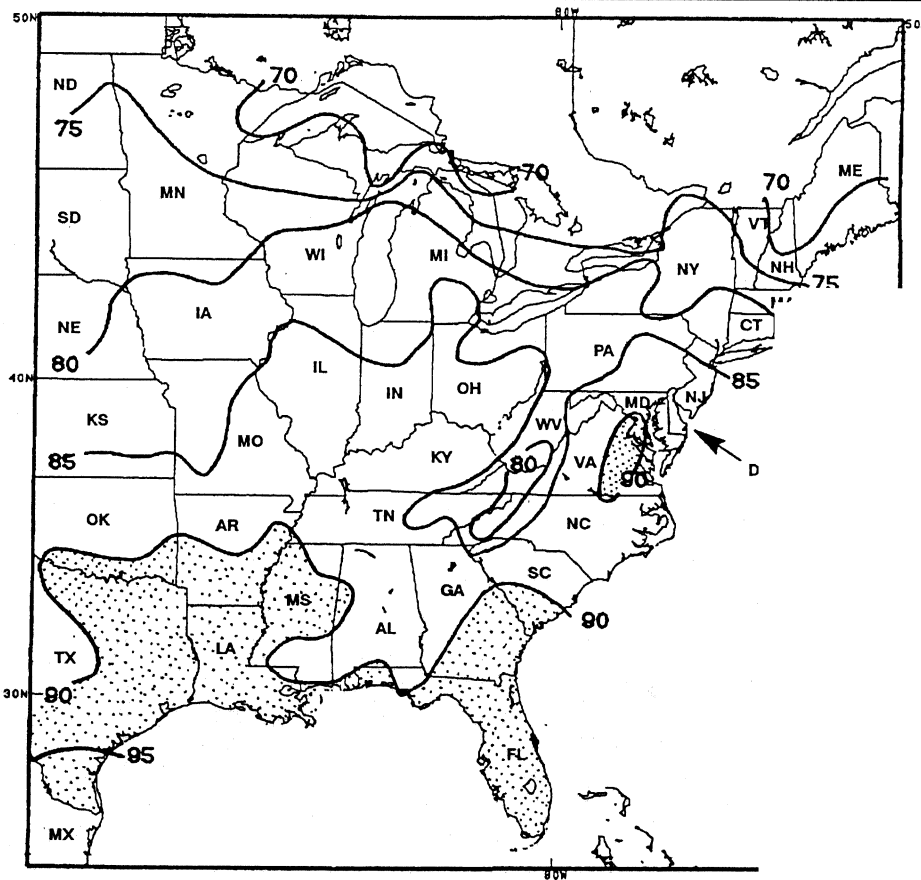 50N
80W
50
ND
70
75
70
ME
MN
70
SD
VT
WI
MI
NY
NH
75
NE
IA
CT
80
IL
PA
40N
IN
OH
85
NJ
MD
KS
WV
MO
85
KY
80
VA
D
90
TN
OK
AR
NC
SC
GA
MS
90
AL
LA
TX
30N
90
FL
95
MX
80W